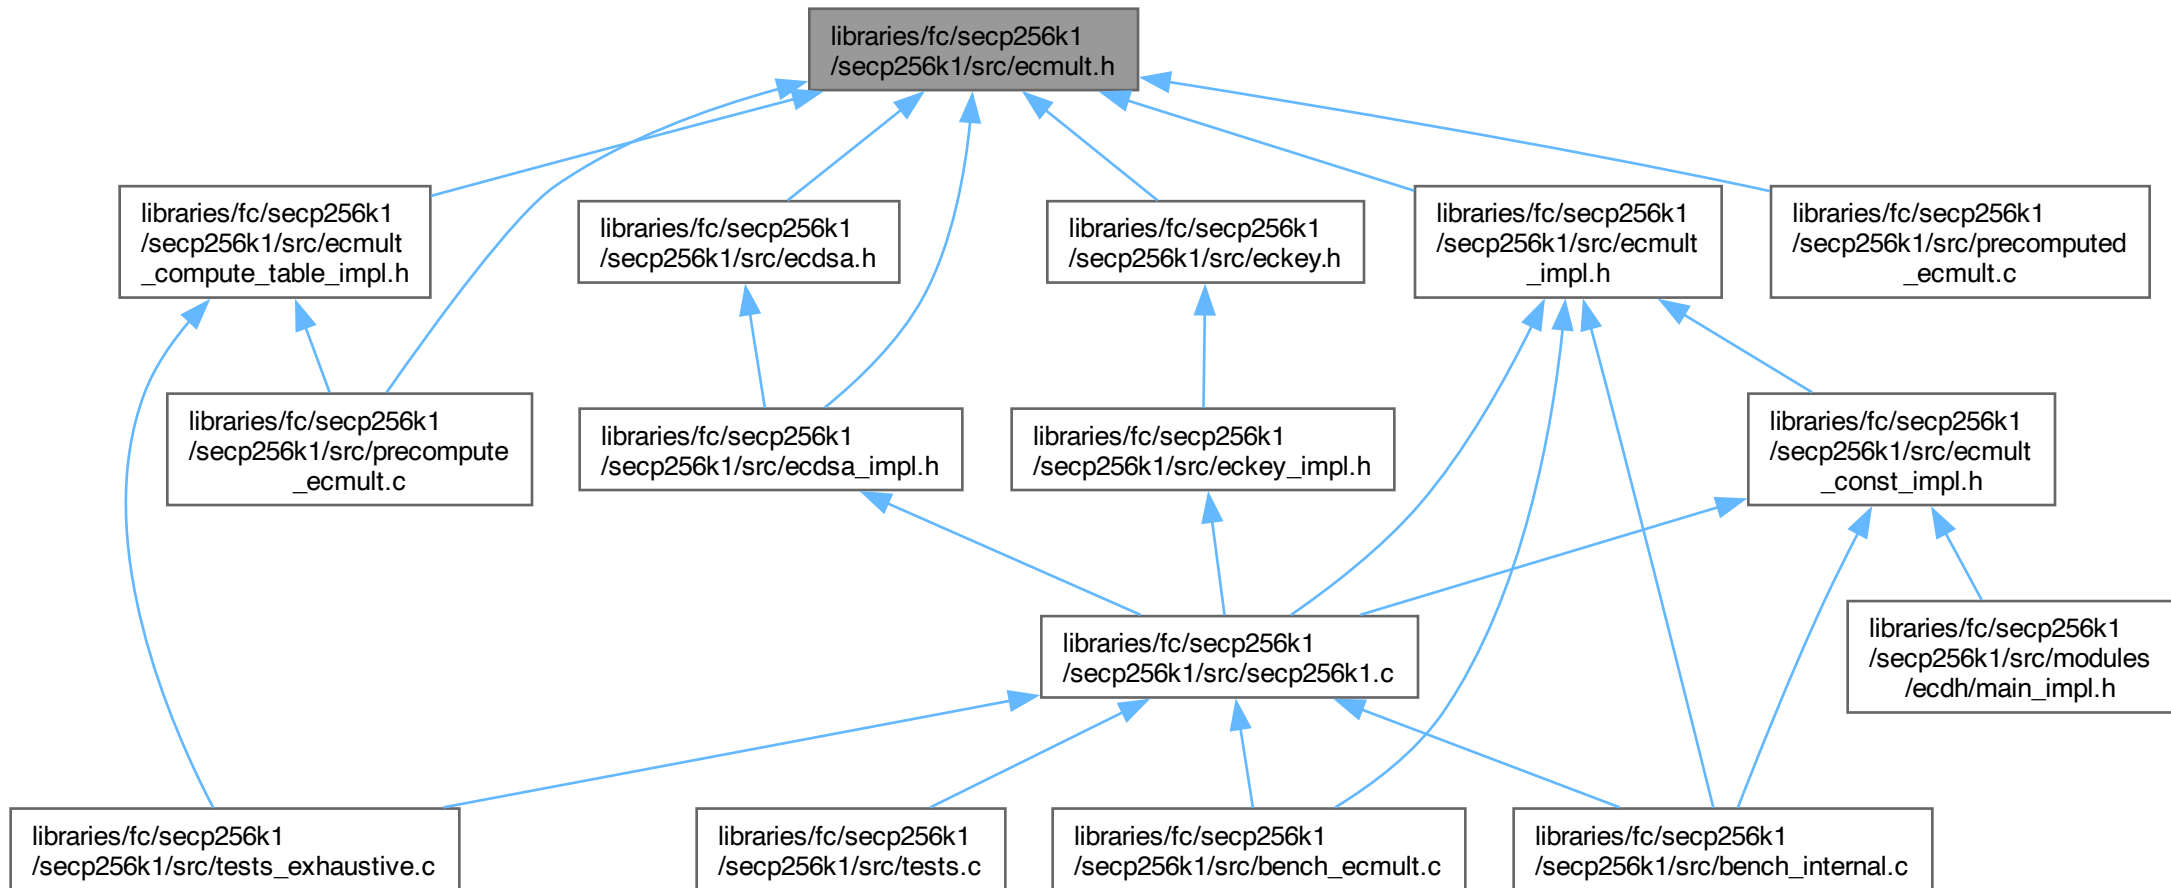 libraries/fc/secp256k1
/secp256k1/src/ecmult.h
libraries/fc/secp256k1
/secp256k1/src/ecmult
_compute_table_impl.h
libraries/fc/secp256k1
/secp256k1/src/ecdsa.h
libraries/fc/secp256k1
/secp256k1/src/eckey.h
libraries/fc/secp256k1
/secp256k1/src/ecmult
_impl.h
libraries/fc/secp256k1
/secp256k1/src/precomputed
_ecmult.c
libraries/fc/secp256k1
/secp256k1/src/precompute
_ecmult.c
libraries/fc/secp256k1
/secp256k1/src/ecdsa_impl.h
libraries/fc/secp256k1
/secp256k1/src/eckey_impl.h
libraries/fc/secp256k1
/secp256k1/src/ecmult
_const_impl.h
libraries/fc/secp256k1
/secp256k1/src/secp256k1.c
libraries/fc/secp256k1
/secp256k1/src/modules
/ecdh/main_impl.h
libraries/fc/secp256k1
/secp256k1/src/tests_exhaustive.c
libraries/fc/secp256k1
/secp256k1/src/tests.c
libraries/fc/secp256k1
/secp256k1/src/bench_ecmult.c
libraries/fc/secp256k1
/secp256k1/src/bench_internal.c